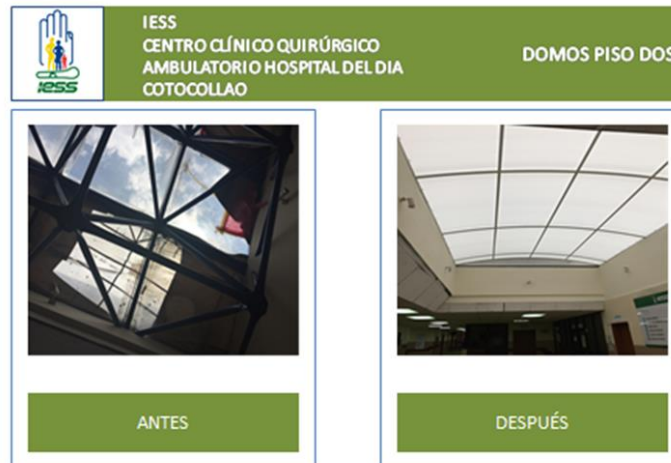 IESS
CENTRO CLÍNICO QUIRÚRGICO
AMBULATORIO HOSPITAL DEL DIA
COTOCOLLAO
DOMOS PISO DOS
iess
ANTES
DESPUÉS